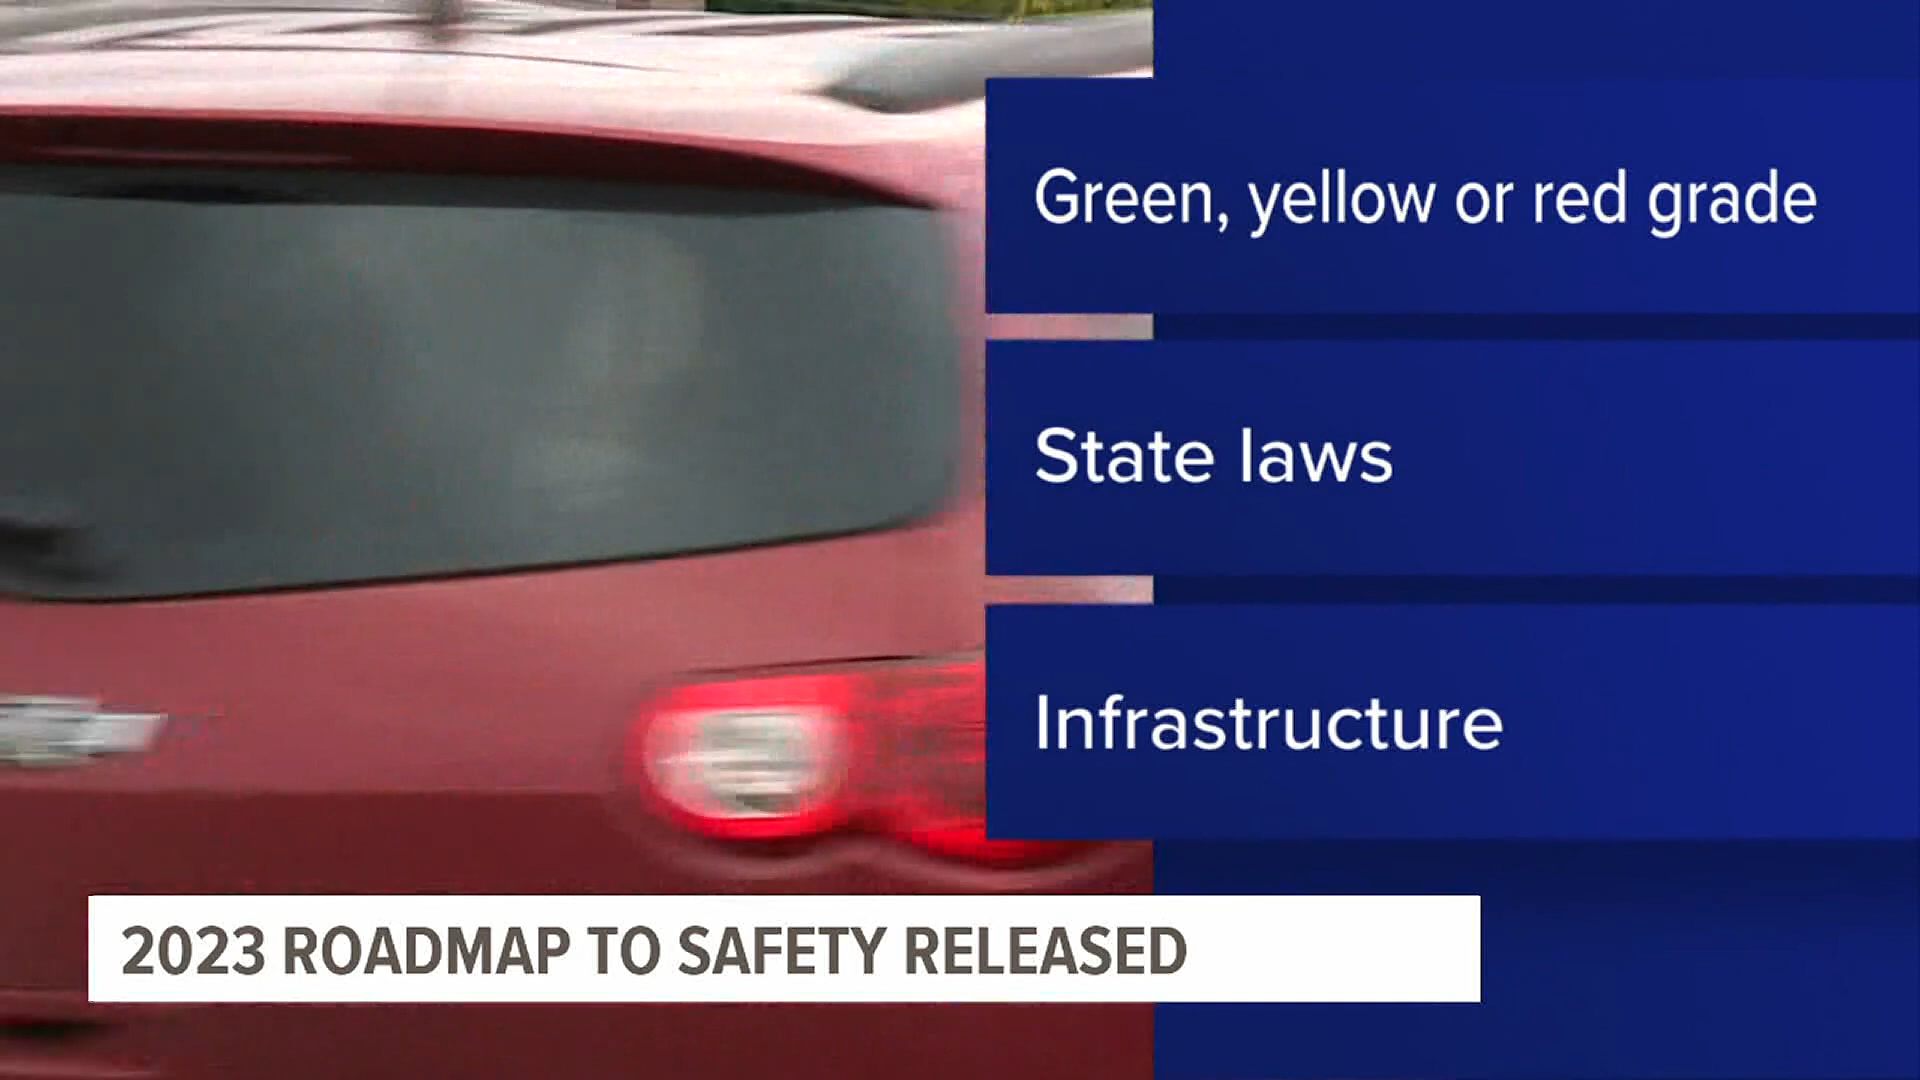 Green, yellow or red grade
State laws
Infrastructure
2023 ROADMAP TO SAFETY RELEASED